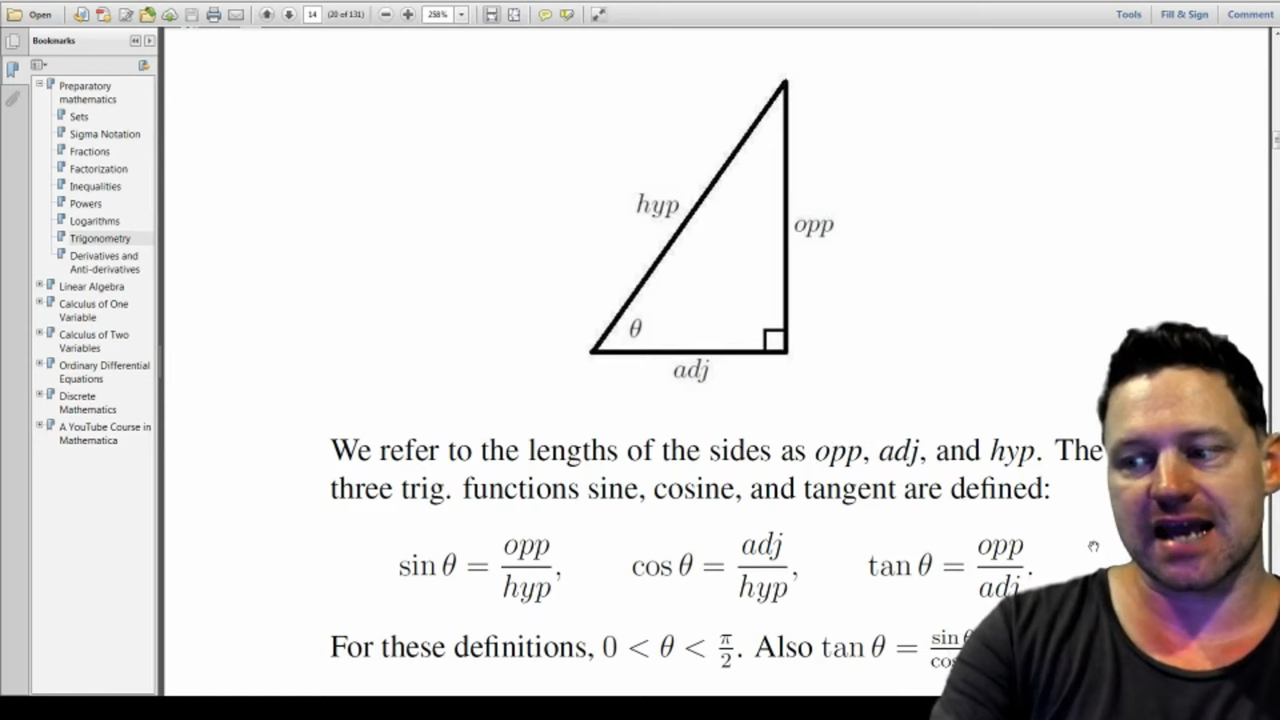 Open
14
(20 of 131)
258%
Tools
Fill & Sign
Comment
Bookmarks
Preparatory
mathematics
Sets
Sigma Notation
Fractions
Factorization
Inequalities
Powers
Logarithms
Trigonometry
Derivatives and
Anti-derivatives
Linear Algebra
Calculus of One
Variable
Calculus of Two
Variables
Ordinary Differential
Equations
Discrete
Mathematics
A YouTube Course in
Mathematica
hyp
opp
θ
adj
We refer to the lengths of the sides as opp, adj, and hyp. The
three trig. functions sine, cosine, and tangent are defined:
sin θ = opp/hyp, cos θ = adj/hyp, tan θ = opp/adj.
For these definitions, 0 < θ < π/2. Also tan θ =